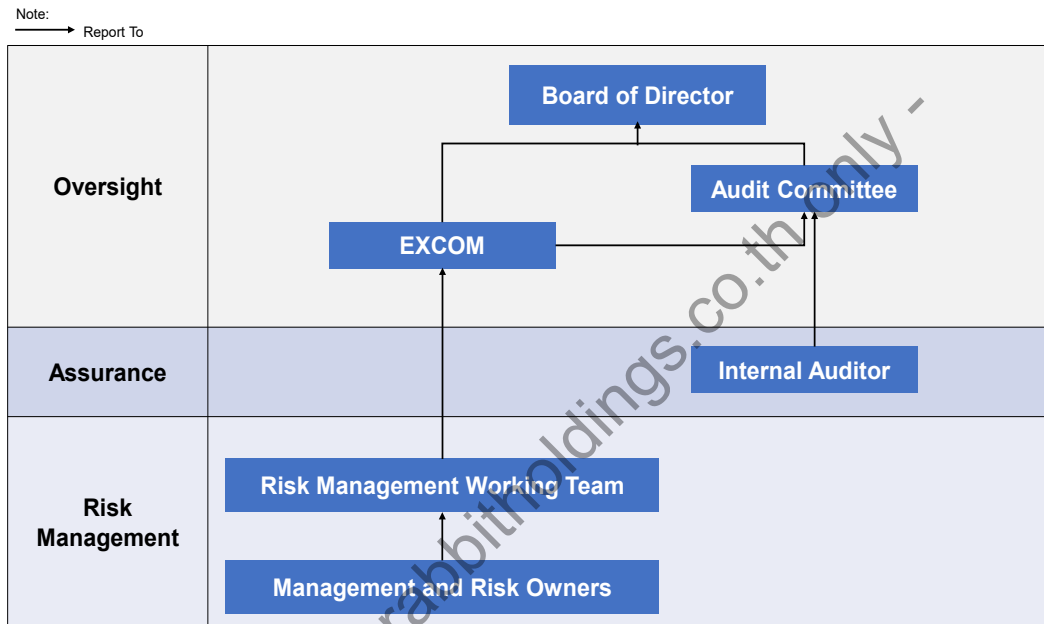 Note:
Report To
Oversight
Board of Director
Audit Committee
EXCOM
Assurance
Internal Auditor
Risk
Management
Risk Management Working Team
Management and Risk Owners
rabbitholdings.co.th only -